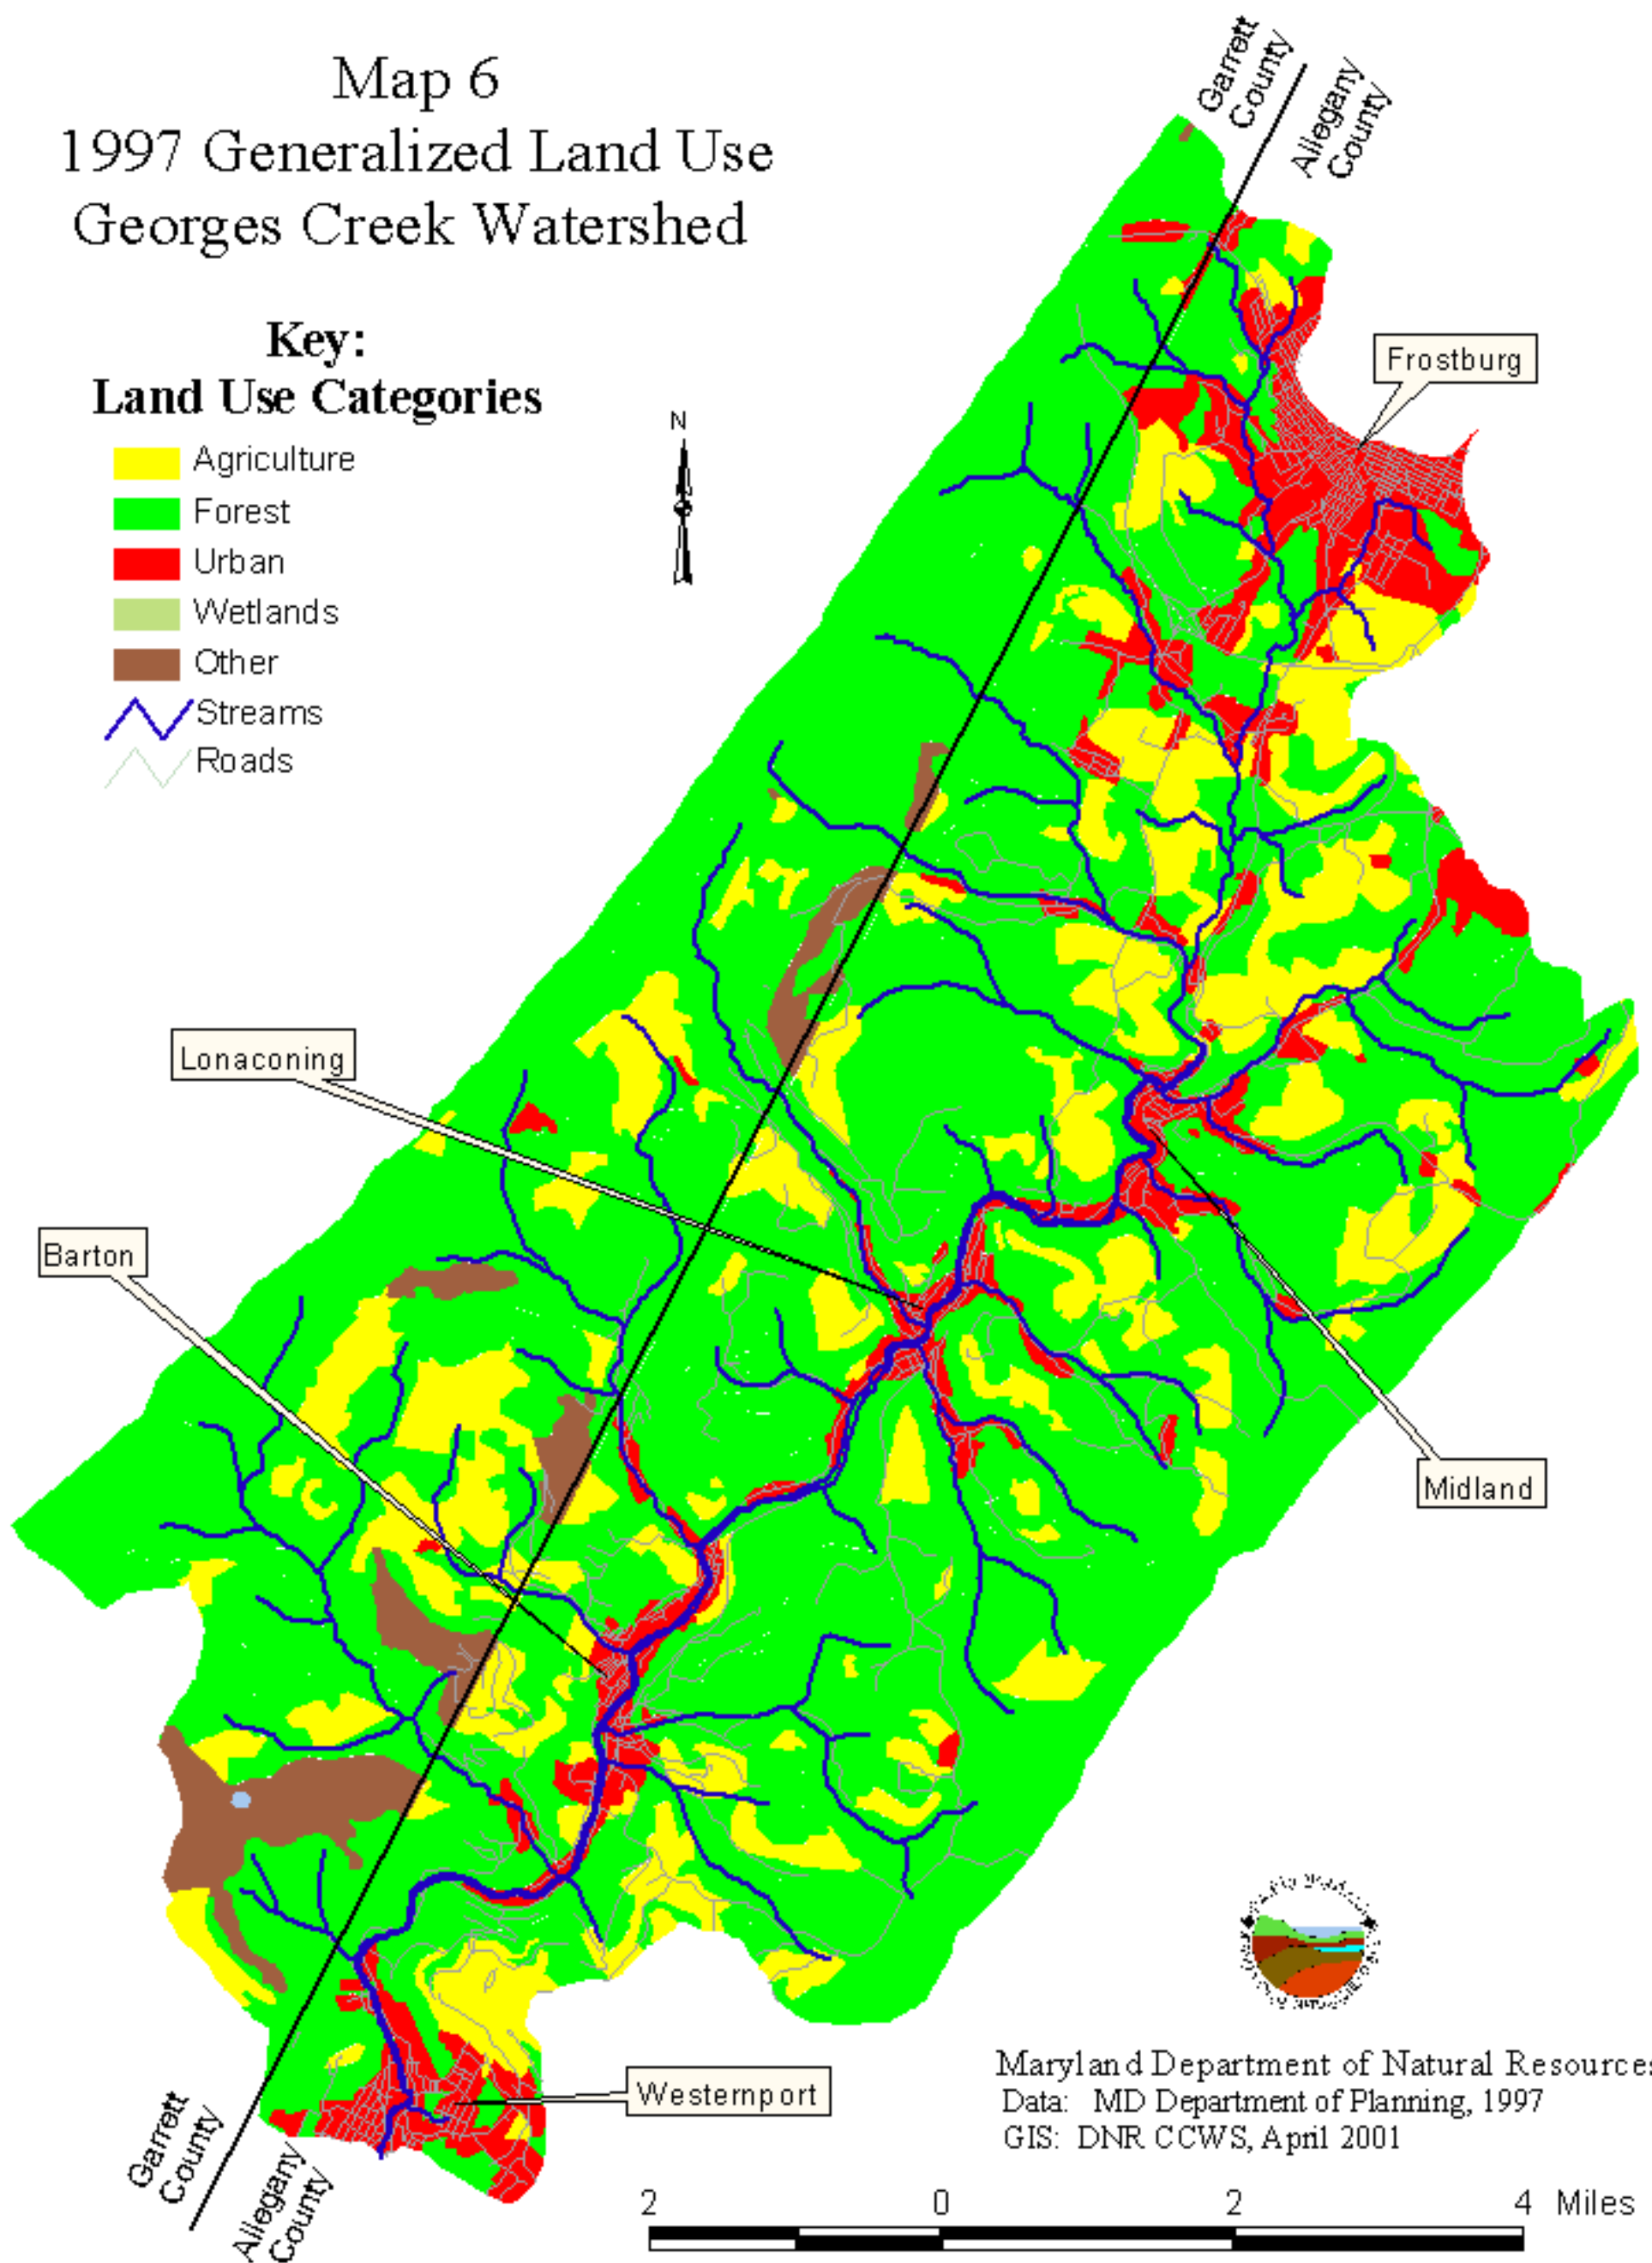 Map 6
1997 Generalized Land Use
Georges Creek Watershed
Garrett
County
Allegany
County
Key:
Land Use Categories
Agriculture
Forest
Urban
Wetlands
Other
Streams
Roads
N
Frostburg
Lonaconing
Barton
Midland
Westernport
Garrett
County
Allegany
County
Maryland Department of Natural Resources
Data: MD Department of Planning, 1997
GIS: DNR CCWS, April 2001
2 0 2 4 Miles